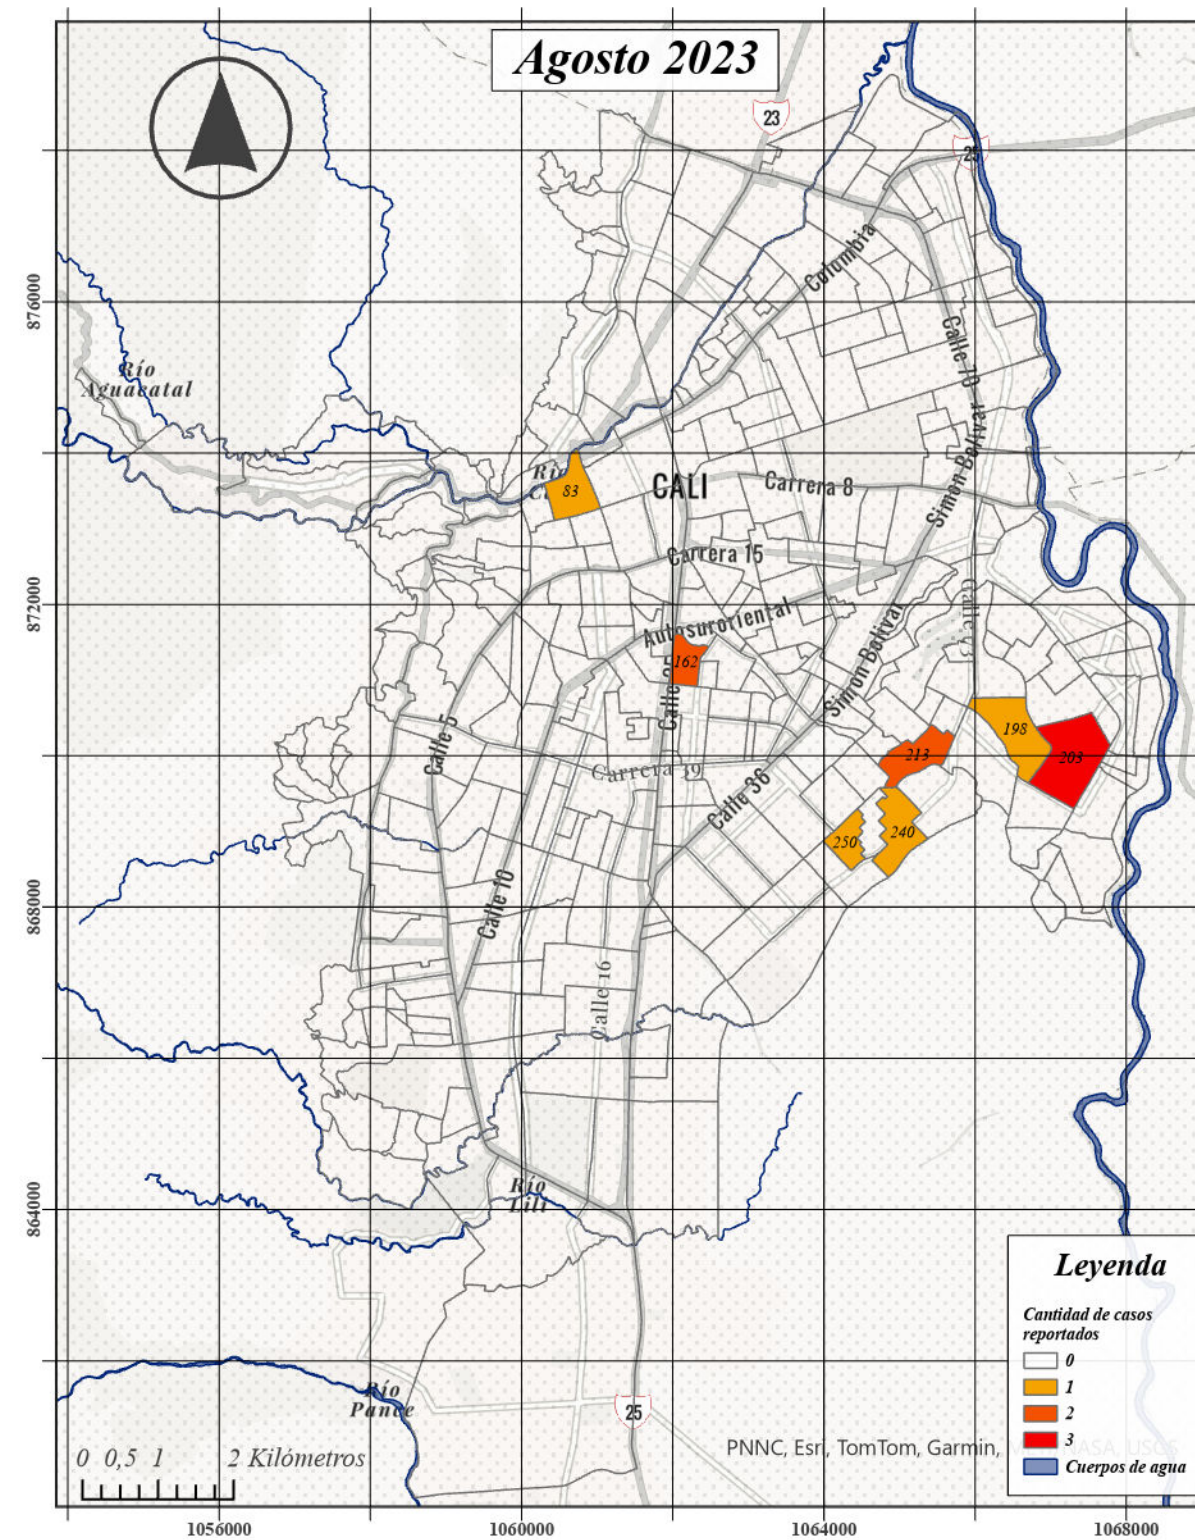 Agosto 2023
23
25
Columbia
876000
Calle 70
Río
Aguacatal
Simon Bolivar
Río
83
CALI
Carrera 8
Carrera 15
872000
Autosuroriental
162
Simon Bolivar
Calle 5
198
213
203
Carrera 39
Calle 36
250
240
868000
Calle 10
Calle 16
864000
Río
Lili
Leyenda
Cantidad de casos
reportados
0
1
2
3
Cuerpos de agua
Río
Pance
25
PNNC, Esri, TomTom, Garmin,
0 0,5 1 2 Kilómetros
1056000
1060000
1064000
1068000